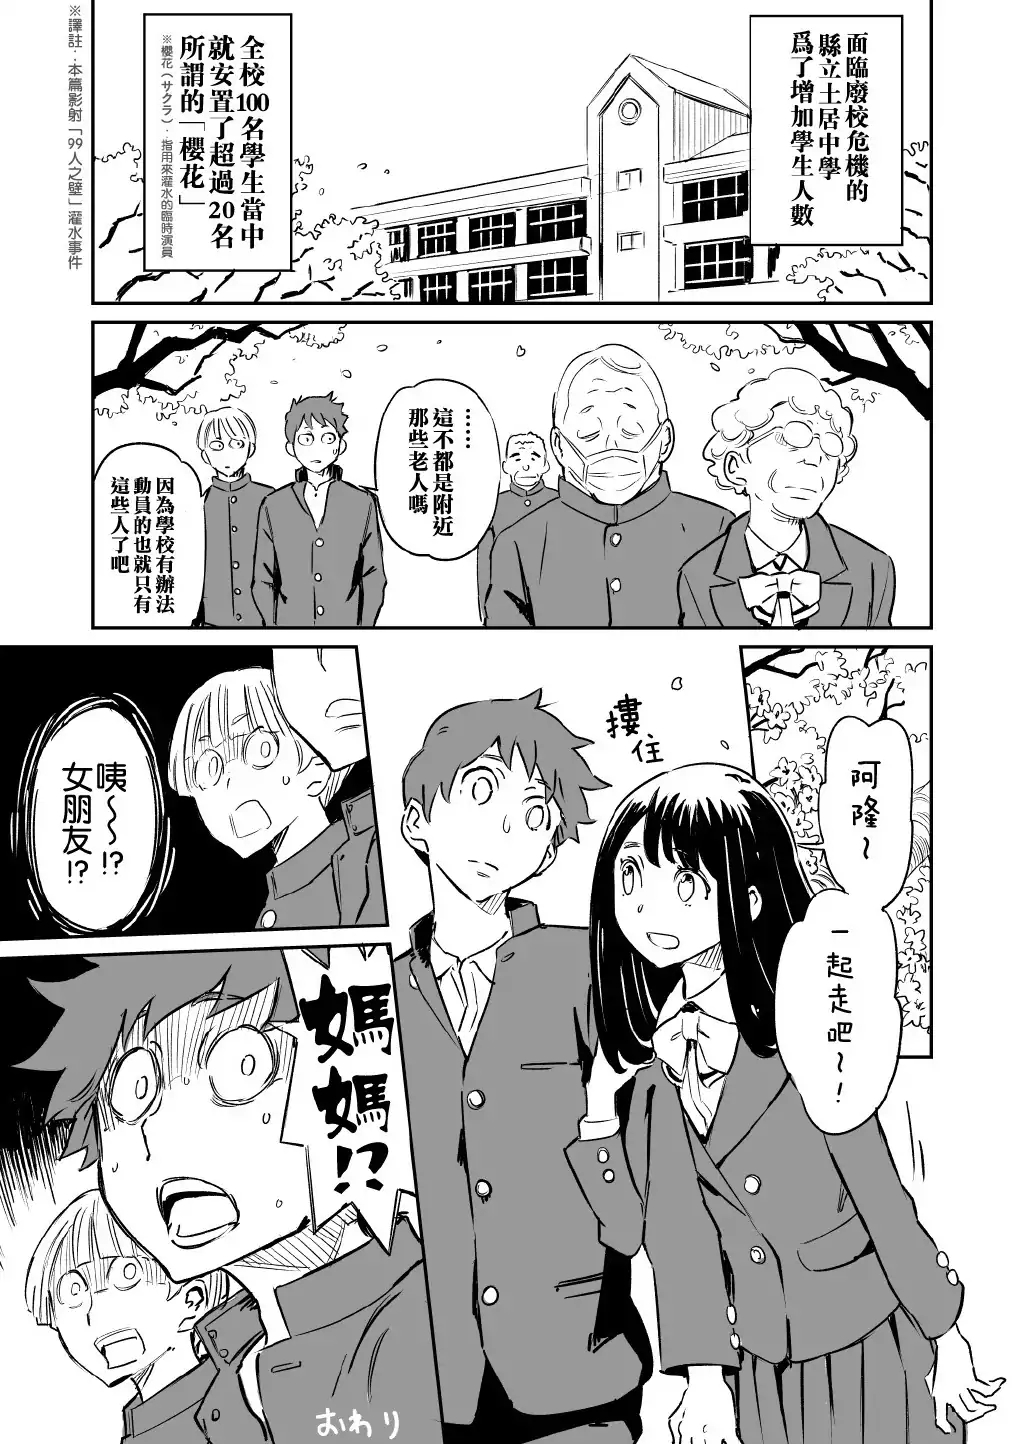 面臨廢校危機的
縣立土居中學
爲了增加學生人數
全校100名學生當中
就安置了超過20名
所謂的「櫻花」
※櫻花（サクラ）：指用來灌水的臨時演員
※譯註：本篇影射「99人之壁」灌水事件
……
這不都是附近
那些老人嗎
因為學校有辦法
動員的也就只有
這些人了吧
阿隆～
一起走吧～！
摟住
咦～～!?
女朋友!?
媽媽!?
おわり